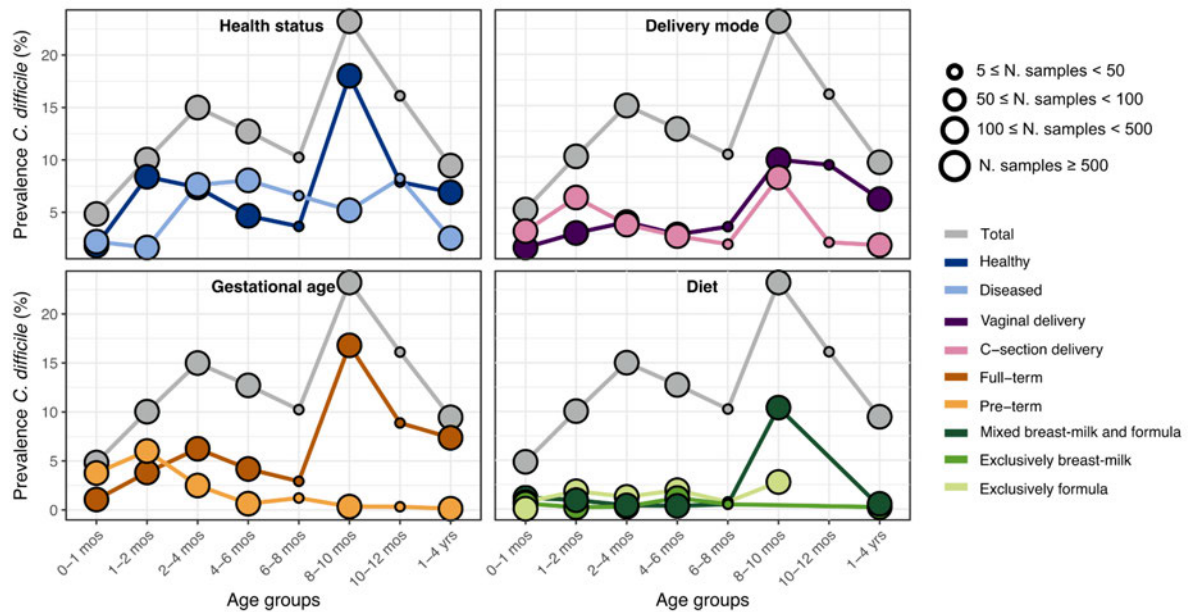 Health status
Delivery mode
Prevalence C. difficile (%)
20
15
10
5
Gestational age
Diet
Prevalence C. difficile (%)
20
15
10
5
0
0–1 mos
1–2 mos
2–4 mos
4–6 mos
6–8 mos
8–10 mos
10–12 mos
1–4 yrs
0–1 mos
1–2 mos
2–4 mos
4–6 mos
6–8 mos
8–10 mos
10–12 mos
1–4 yrs
Age groups
Age groups
5 ≤ N. samples < 50
50 ≤ N. samples < 100
100 ≤ N. samples < 500
N. samples ≥ 500
Total
Healthy
Diseased
Vaginal delivery
C–section delivery
Full–term
Pre–term
Mixed breast–milk and formula
Exclusively breast–milk
Exclusively formula